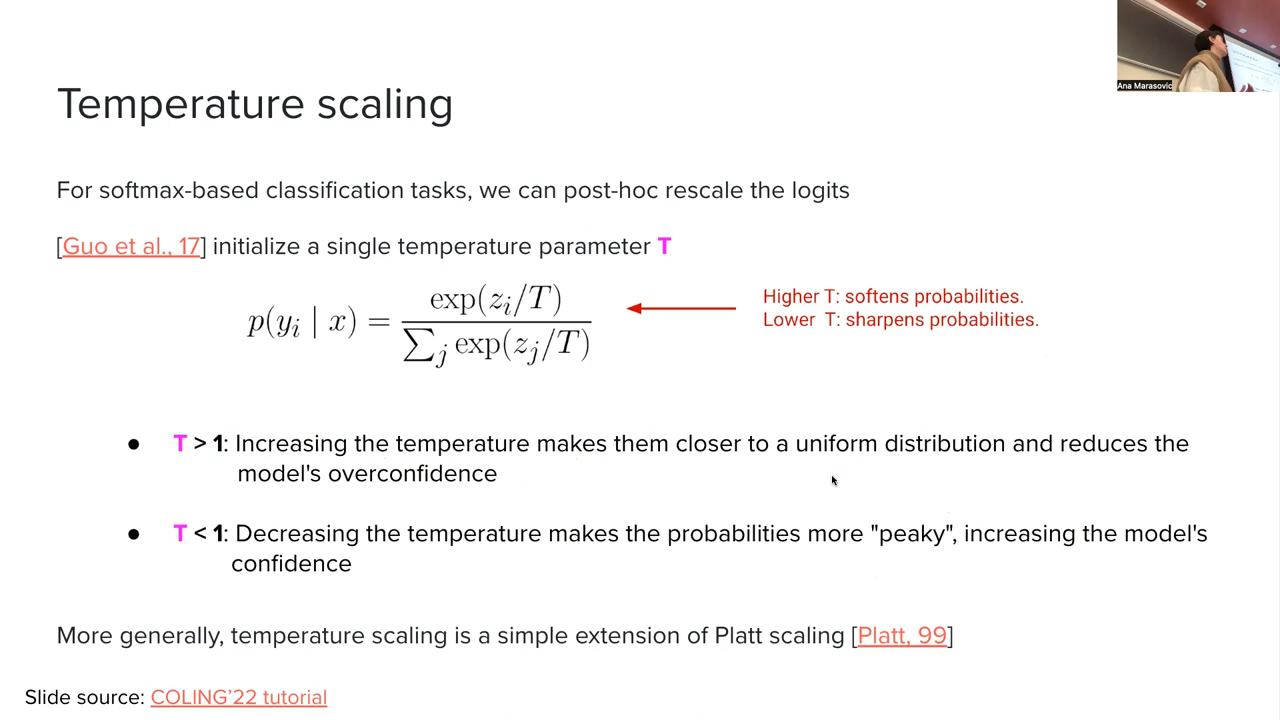 Ana Marasovic
Temperature scaling
For softmax-based classification tasks, we can post-hoc rescale the logits
[Guo et al., 17] initialize a single temperature parameter T
p(y_i | x) = exp(z_i/T) / ∑_j exp(z_j/T)
Higher T: softens probabilities.
Lower T: sharpens probabilities.
● T > 1: Increasing the temperature makes them closer to a uniform distribution and reduces the
model's overconfidence
● T < 1: Decreasing the temperature makes the probabilities more "peaky", increasing the model's
confidence
More generally, temperature scaling is a simple extension of Platt scaling [Platt, 99]
Slide source: COLING'22 tutorial